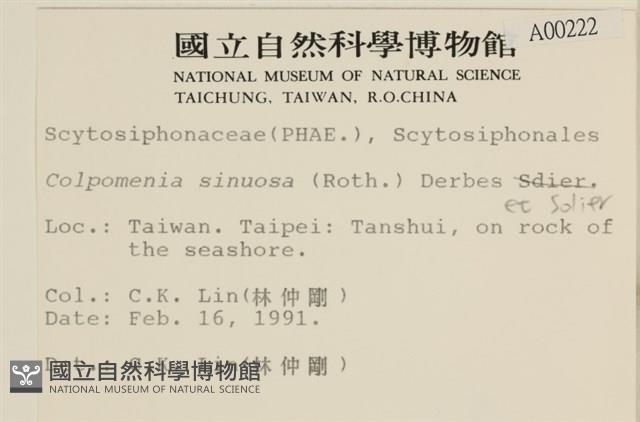 國立自然科學博物館
A00222
NATIONAL MUSEUM OF NATURAL SCIENCE
TAICHUNG, TAIWAN, R.O.CHINA
Scytosiphonaceae(PHAE.), Scytosiphonales
Colpomenia sinuosa (Roth.) Derbes Sdier.
et Solier
Loc.: Taiwan. Taipei: Tanshui, on rock of
the seashore.
Col.: C.K. Lin(林仲剛)
Date: Feb. 16, 1991.
Det. C.K. Lin(林仲剛)
國立自然科學博物館
NATIONAL MUSEUM OF NATURAL SCIENCE